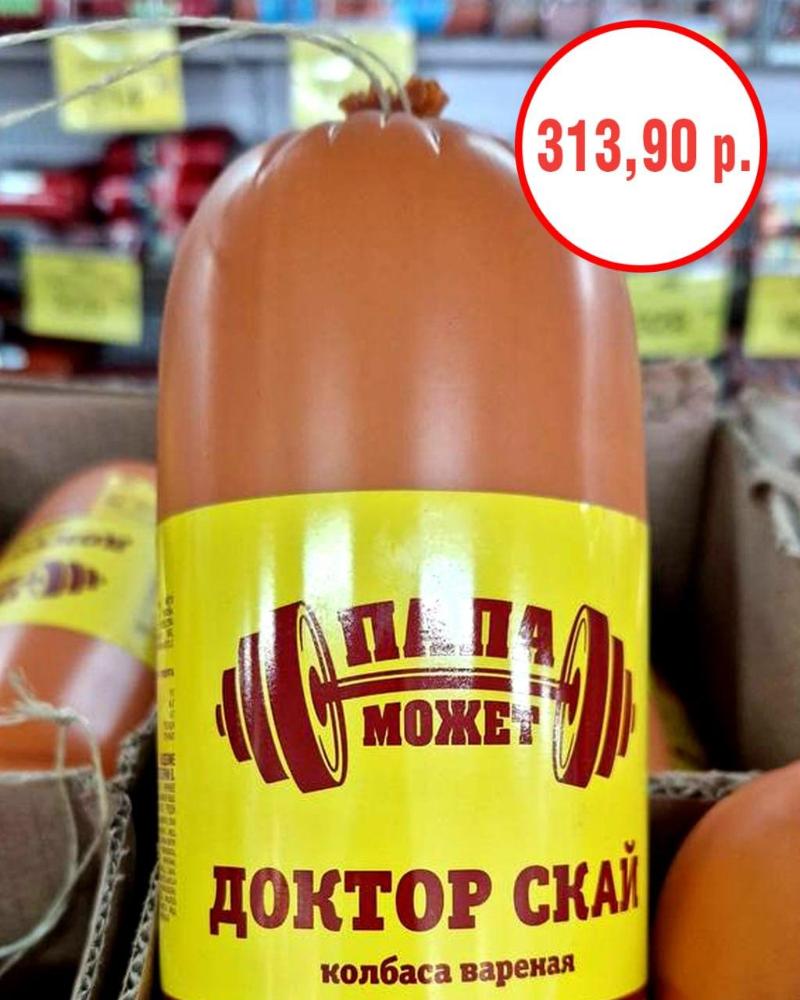 313,90 р.
ПАПА
МОЖЕТ
ДОКТОР СКАЙ
колбаса вареная